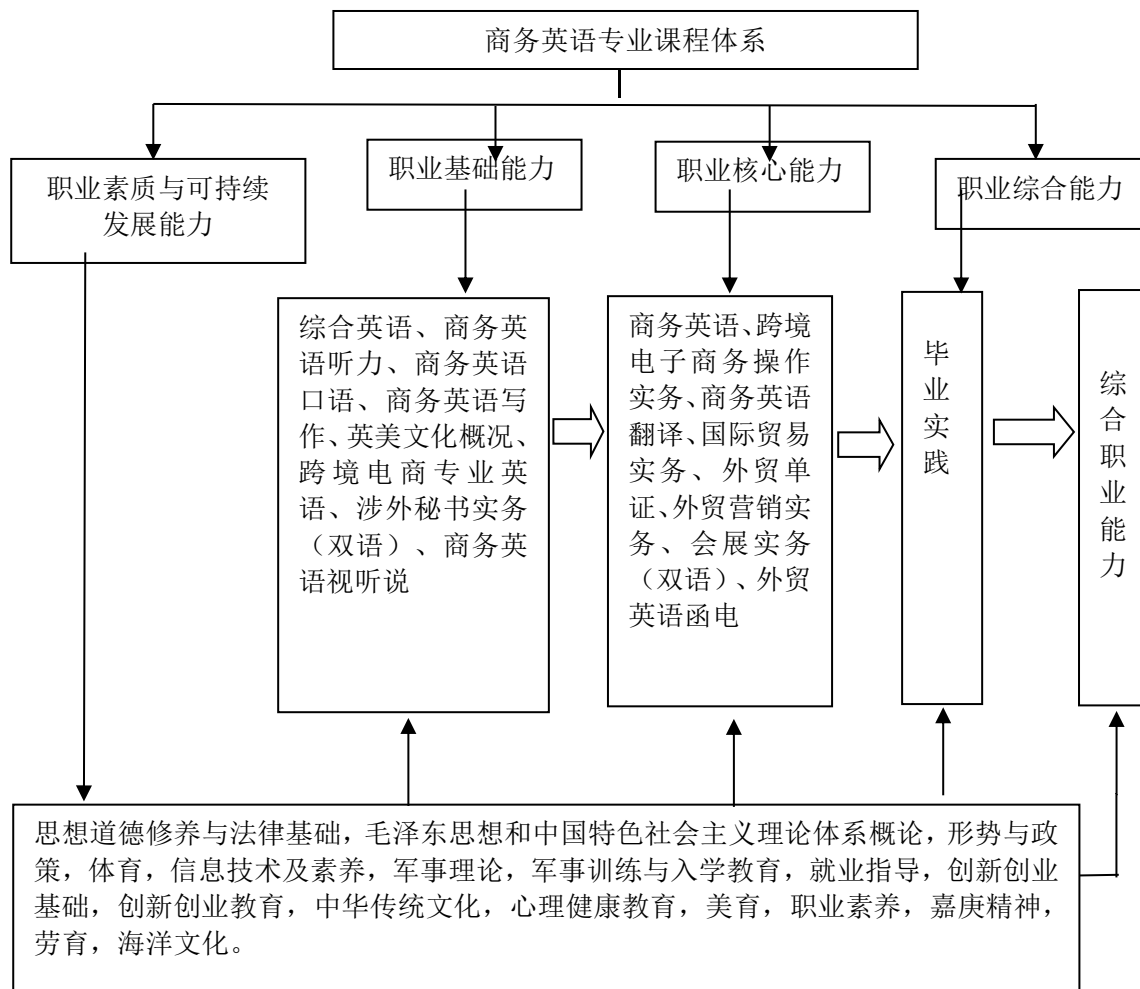 商务英语专业课程体系
职业素质与可持续
发展能力
职业基础能力
职业核心能力
职业综合能力
综合英语、商务英
语听力、商务英语
口语、商务英语写
作、英美文化概况、
跨境电商专业英
语、涉外秘书实务
（双语）、商务英
语视听说
商务英语、跨境
电子商务操作
实务、商务英语
翻译、国际贸易
实务、外贸单
证、外贸营销实
务、会展实务
（双语）、外贸
英语函电
毕
业
实
践
综
合
职
业
能
力
思想道德修养与法律基础，毛泽东思想和中国特色社会主义理论体系概论，形势与政
策，体育，信息技术及素养，军事理论，军事训练与入学教育，就业指导，创新创业
基础，创新创业教育，中华传统文化，心理健康教育，美育，职业素养，嘉庚精神，
劳育，海洋文化。